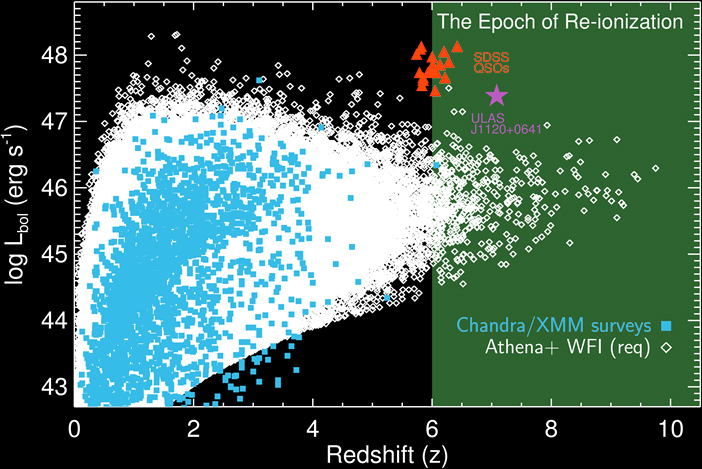 The Epoch of Re-ionization
48
SDSS
QSOs
47
ULAS
J1120+0641
46
45
44
43
log Lbol (erg s-1)
Chandra/XMM surveys
Athena+ WFI (req)
0 2 4 6 8 10
Redshift (z)